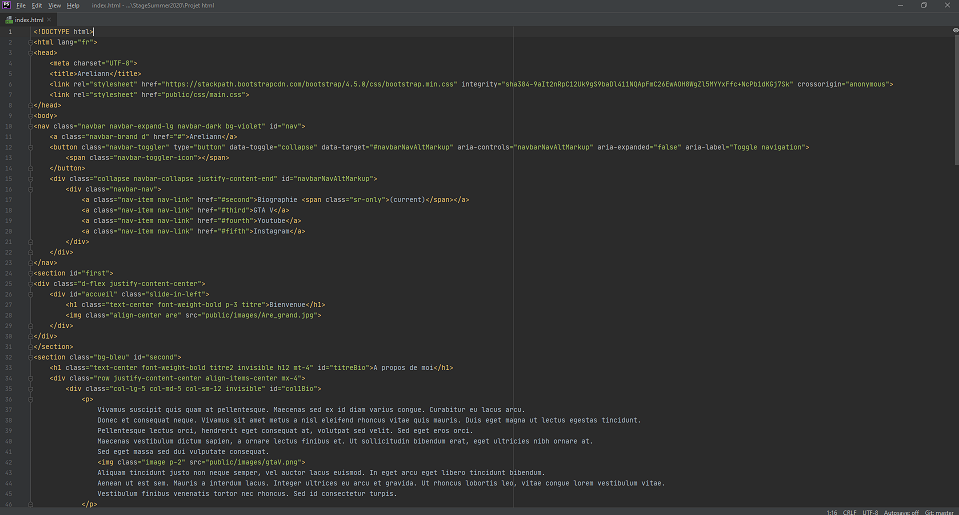 PS File Edit View Help index.html - ...\StageSummer2020\Projet html
index.html
1 <!DOCTYPE html>
2 <html lang="fr">
3 <head>
4 <meta charset="UTF-8">
5 <title>Areliann</title>
6 <link rel="stylesheet" href="https://stackpath.bootstrapcdn.com/bootstrap/4.5.0/css/bootstrap.min.css" integrity= crossorigin="anonymous">
7 <link rel="stylesheet" href="public/css/main.css">
8 </head>
9 <body>
10 <nav class="navbar navbar-expand-lg navbar-dark bg-violet" id="nav">
11 <a class="navbar-brand d" href="#">Areliann</a>
12 <button class="navbar-toggler" type="button" data-toggle="collapse" data-target="#navbarNavAltMarkup" aria-controls="navbarNavAltMarkup" aria-expanded="false" aria-label="Toggle navigation">
13 <span class="navbar-toggler-icon"></span>
14 </button>
15 <div class="collapse navbar-collapse justify-content-end" id="navbarNavAltMarkup">
16 <div class="navbar-nav">
17 <a class="nav-item nav-link" href="#second">Biographie <span class="sr-only">(current)</span></a>
18 <a class="nav-item nav-link" href="#third">GTA V</a>
19 <a class="nav-item nav-link" href="#fourth">Youtube</a>
20 <a class="nav-item nav-link" href="#fifth">Instagram</a>
21 </div>
22 </div>
23 </nav>
24 <section id="first">
25 <div class="d-flex justify-content-center">
26 <div id="accueil" class="slide-in-left">
27 <h1 class="text-center font-weight-bold p-3 titre">Bienvenue</h1>
28 <img class="align-center are" src="public/images/Are_grand.jpg">
29 </div>
30 </div>
31 </section>
32 <section class="bg-bleu" id="second">
33 <h1 class="text-center font-weight-bold titre2 invisible h12 mt-4" id="titreBio">A propos de moi</h1>
34 <div class="row justify-content-center align-items-center mx-4">
35 <div class="col-lg-5 col-md-5 col-sm-12 invisible" id="col1Bio">
36 <p>
37 Vivamus suscipit quis quam at pellentesque. Maecenas sed ex id diam varius congue. Curabitur eu lacus arcu.
38 Donec et consequat neque. Vivamus sit amet metus a nisl eleifend rhoncus vitae quis mauris. Duis eget magna ut lectus egestas tincidunt.
39 Pellentesque lectus orci, hendrerit eget consequat at, volutpat sed velit. Sed eget eros orci.
40 Maecenas vestibulum dictum sapien, a ornare lectus finibus et. Ut sollicitudin bibendum erat, eget ultricies nibh ornare at.
41 Sed eget massa sed dui vulputate consequat.
42 <img class="image p-2" src="public/images/gtaV.png">
43 Aliquam tincidunt justo non neque semper, vel auctor lacus euismod. In eget arcu eget libero tincidunt bibendum.
44 Aenean ut est sem. Mauris a interdum lacus. Integer ultrices eu arcu et gravida. Ut rhoncus lobortis leo, vitae congue lorem vestibulum vitae.
45 Vestibulum finibus venenatis tortor nec rhoncus. Sed id consectetur turpis.
46 </p>
1:16 CRLF UTF-8 Autosave: off Git: master